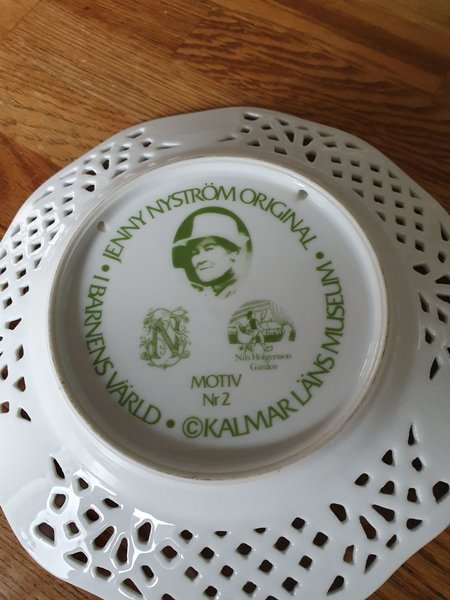 • JENNY NYSTRÖM ORIGINAL •
I BARNENS VÄRLD •
©KALMAR LÄNS MUSEUM
N
Nils Holgersson
Gården
MOTIV
Nr 2